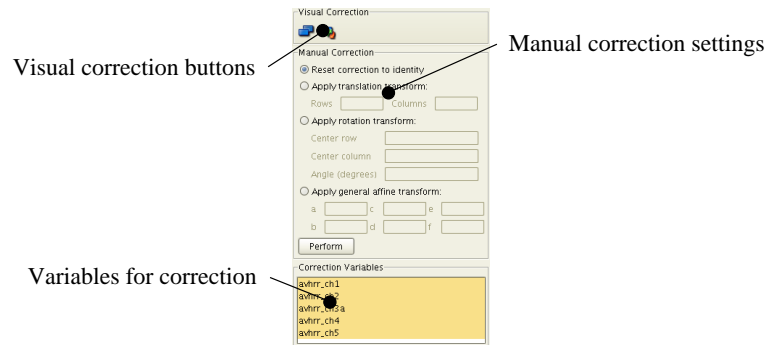 Visual Correction
Visual correction buttons
Manual correction settings
Manual Correction
Reset correction to identity
Apply translation transform:
Rows Columns
Apply rotation transform:
Center row
Center column
Angle (degrees)
Apply general affine transform:
a c e
b d f
Perform
Variables for correction
Correction Variables
avhrr_ch1
avhrr_ch2
avhrr_ch3a
avhrr_ch4
avhrr_ch5